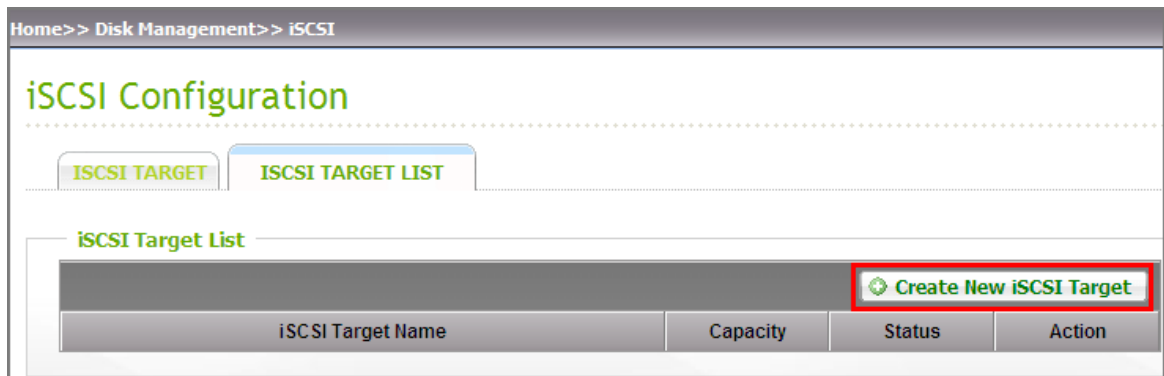 Home>> Disk Management>> iSCSI
iSCSI Configuration
ISCSI TARGET ISCSI TARGET LIST
iSCSI Target List
Create New iSCSI Target
iSCSI Target Name Capacity Status Action